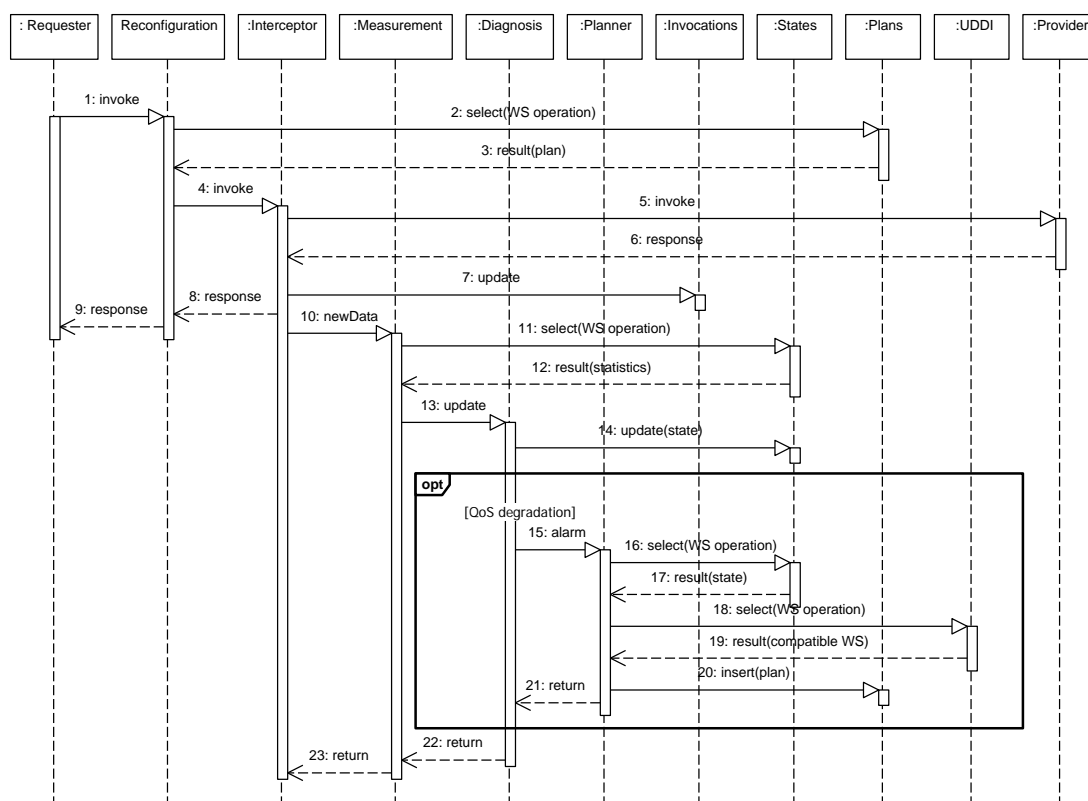 : Requester
Reconfiguration
:Interceptor
:Measurement
:Diagnosis
:Planner
:Invocations
:States
:Plans
:UDDI
:Provider
1: invoke
2: select(WS operation)
3: result(plan)
4: invoke
5: invoke
6: response
7: update
8: response
9: response
10: newData
11: select(WS operation)
12: result(statistics)
13: update
14: update(state)
opt
[QoS degradation]
15: alarm
16: select(WS operation)
17: result(state)
18: select(WS operation)
19: result(compatible WS)
20: insert(plan)
21: return
22: return
23: return